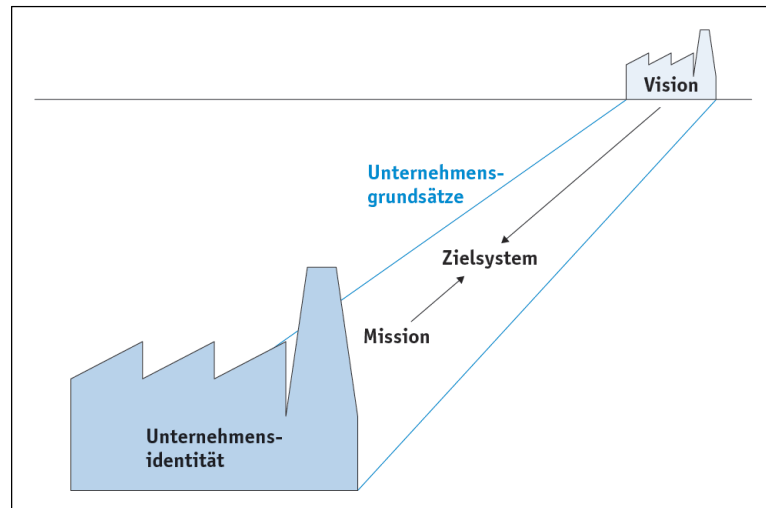 Vision
Unternehmens-
grundsätze
Zielsystem
Mission
Unternehmens-
identität